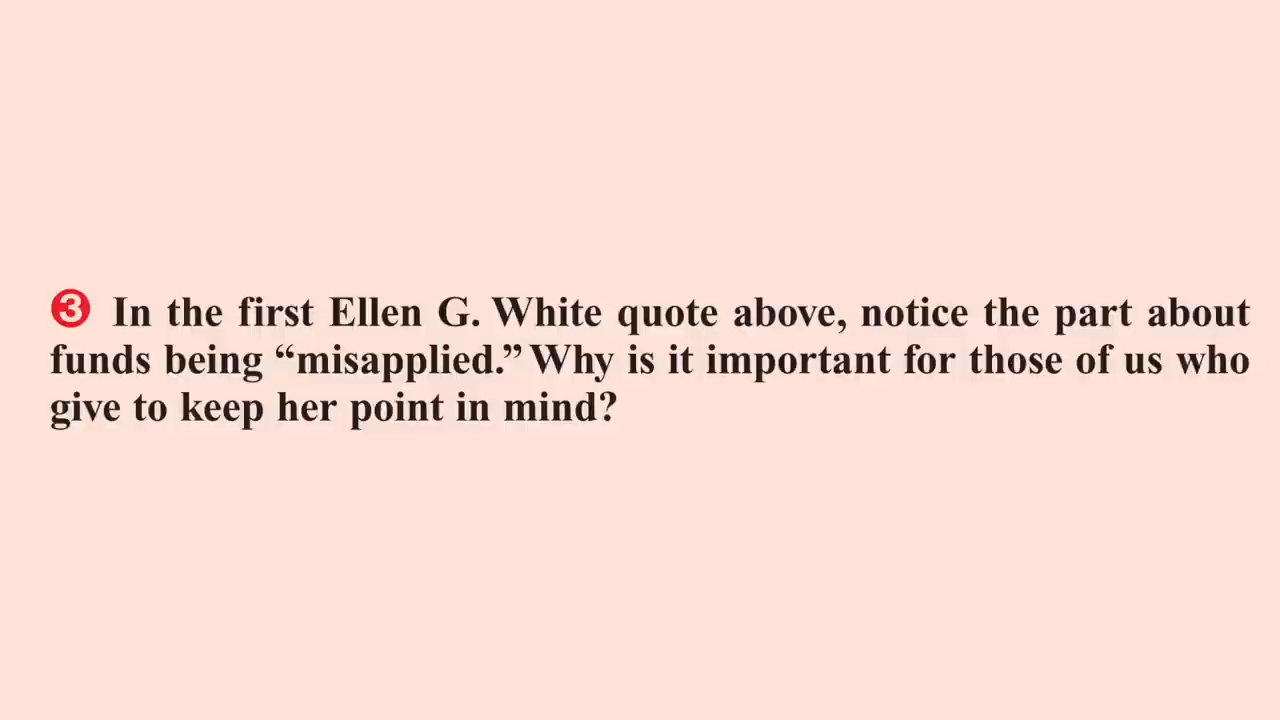 ❸ In the first Ellen G. White quote above, notice the part about
funds being “misapplied.” Why is it important for those of us who
give to keep her point in mind?